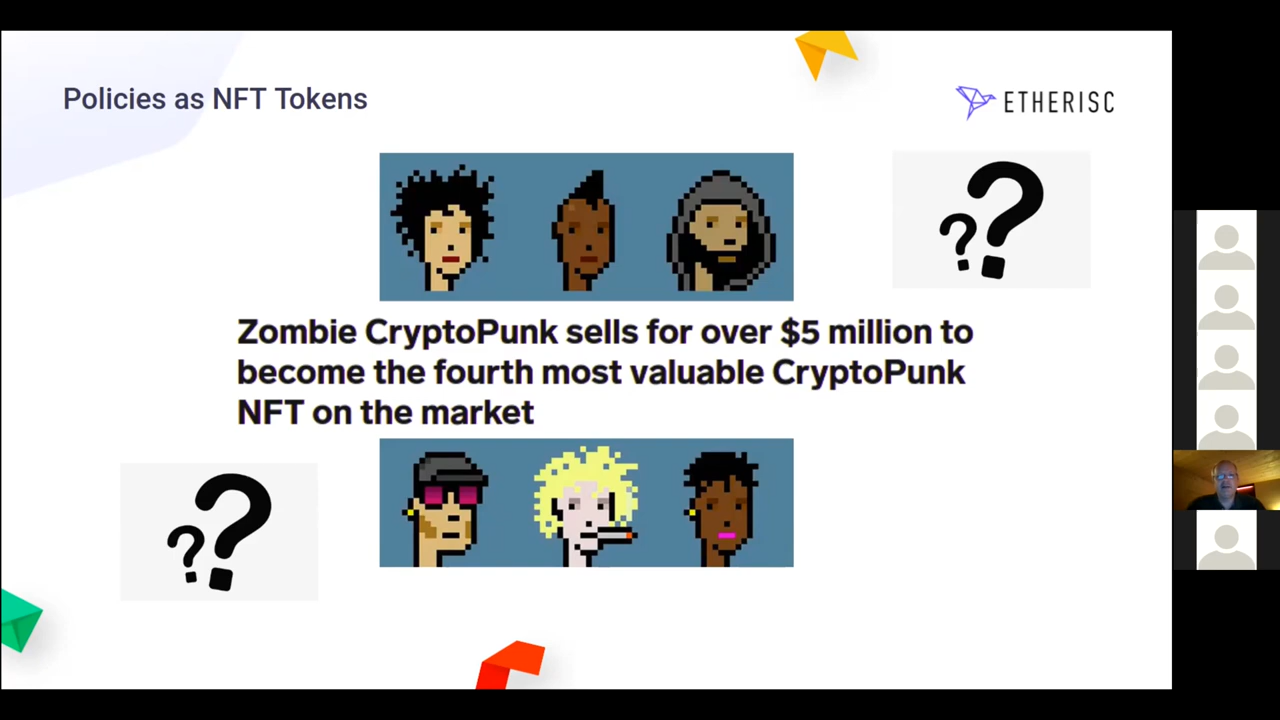 Policies as NFT Tokens
ETHERISC
??
Zombie CryptoPunk sells for over $5 million to
become the fourth most valuable CryptoPunk
NFT on the market
??